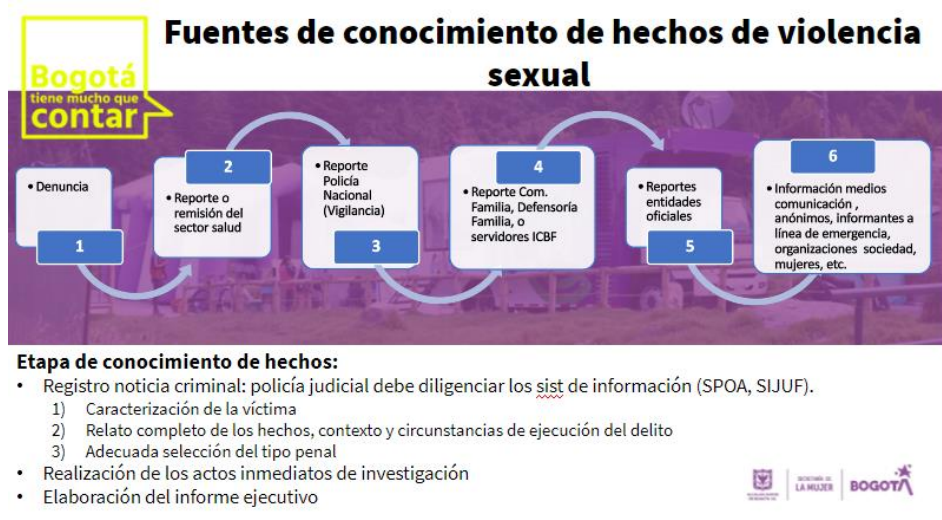 Fuentes de conocimiento de hechos de violencia
sexual
Bogotá
tiene mucho que
contar
1
• Denuncia
2
• Reporte o
remisión del
sector salud
3
• Reporte
Policía
Nacional
(Vigilancia)
4
• Reporte Com.
Familia, Defensoría
Familia, o
servidores ICBF
5
• Reportes
entidades
oficiales
6
• Información medios
comunicación ,
anónimos, informantes a
línea de emergencia,
organizaciones sociedad,
mujeres, etc.
Etapa de conocimiento de hechos:
• Registro noticia criminal: policía judicial debe diligenciar los sist de información (SPOA, SIJUF).
1) Caracterización de la víctima
2) Relato completo de los hechos, contexto y circunstancias de ejecución del delito
3) Adecuada selección del tipo penal
• Realización de los actos inmediatos de investigación
• Elaboración del informe ejecutivo
SECRETARÍA DE
LA MUJER
BOGOTÁ